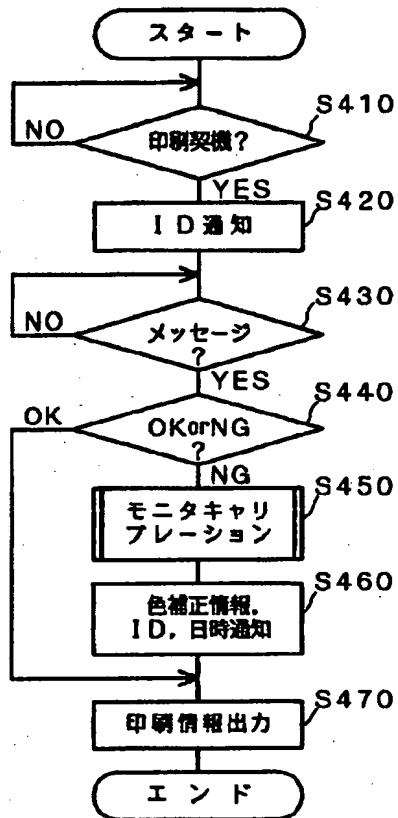 スタート
S410
印刷契機?
NO
YES
S420
ID通知
S430
メッセージ
?
NO
YES
S440
OKorNG
?
OK
NG
S450
モニタキャリ
ブレーション
S460
色補正情報,
ID,日時通知
S470
印刷情報出力
エンド